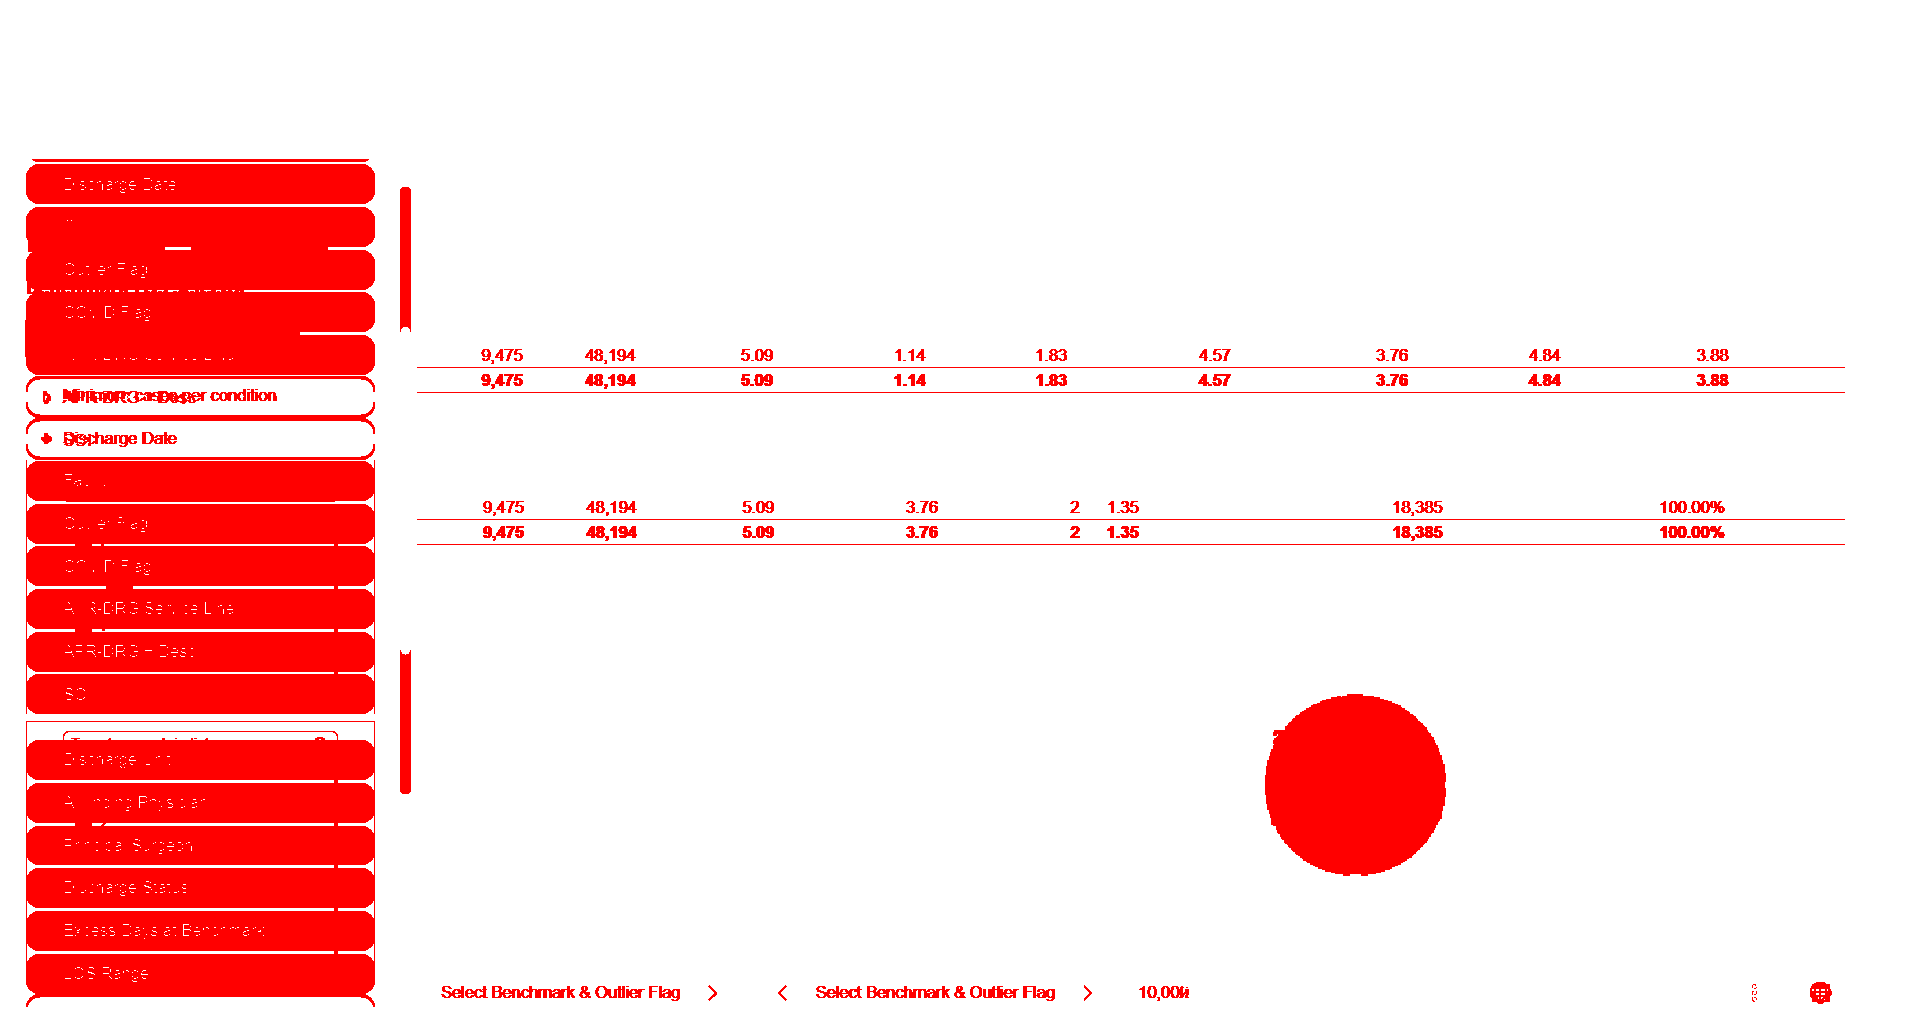 Discharge Date
Outlier Flag
COVID Flag
9,475 48,194 5.09 1.14 1.83 4.57 3.76 4.84 3.88
9,475 48,194 5.09 1.14 1.83 4.57 3.76 4.84 3.88
per condition
Discharge Date
9,475 48,194 5.09 3.76 2 1.35 18,385 100.00%
9,475 48,194 5.09 3.76 2 1.35 18,385 100.00%
Outlier Flag
COVID Flag
APR-DRG Service Line
APR-DRG + Desc
Discharge Unit
Attending Physician
Principal Surgeon
Discharge Status
Excess Days at Benchmark
LOS Range
Select Benchmark & Outlier Flag > < Select Benchmark & Outlier Flag >